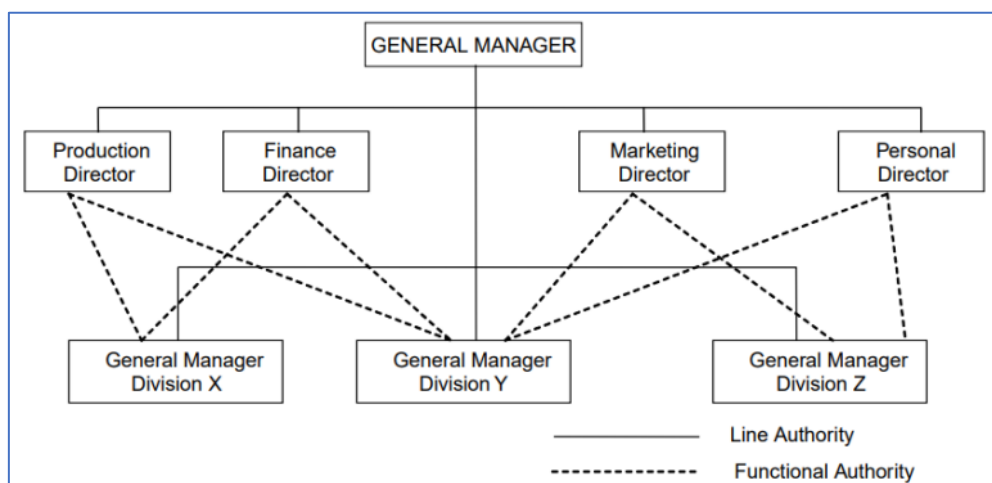 GENERAL MANAGER
Production
Director
Finance
Director
Marketing
Director
Personal
Director
General Manager
Division X
General Manager
Division Y
General Manager
Division Z
Line Authority
Functional Authority